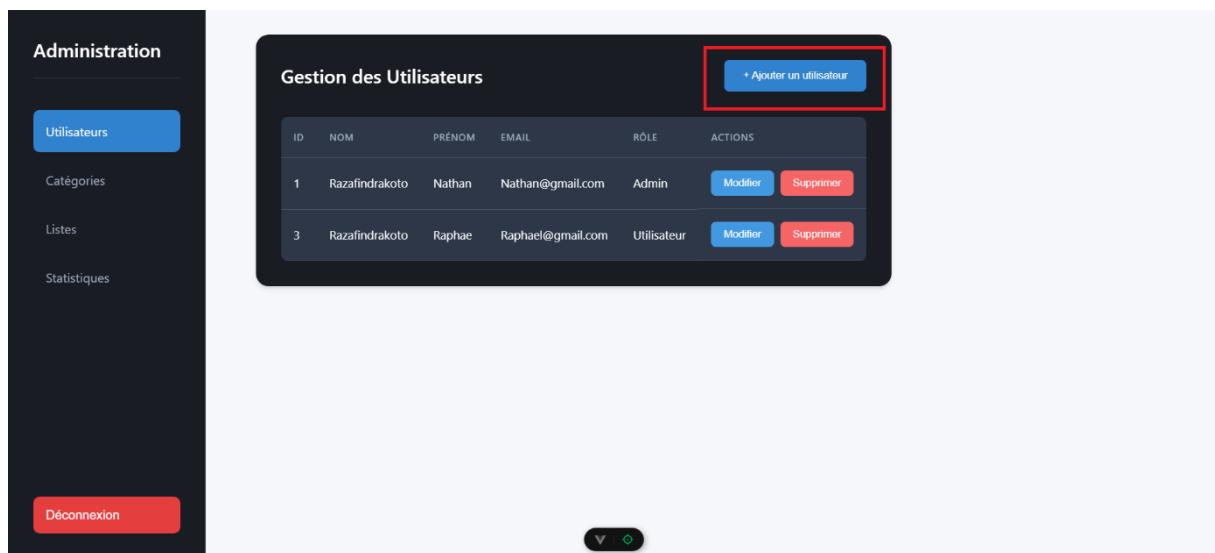 Administration
Utilisateurs
Catégories
Listes
Statistiques
Déconnexion
Gestion des Utilisateurs
+ Ajouter un utilisateur
ID NOM PRÉNOM EMAIL RÔLE ACTIONS
1 Razafindrakoto Nathan Nathan@gmail.com Admin Modifier Supprimer
3 Razafindrakoto Raphae Raphael@gmail.com Utilisateur Modifier Supprimer